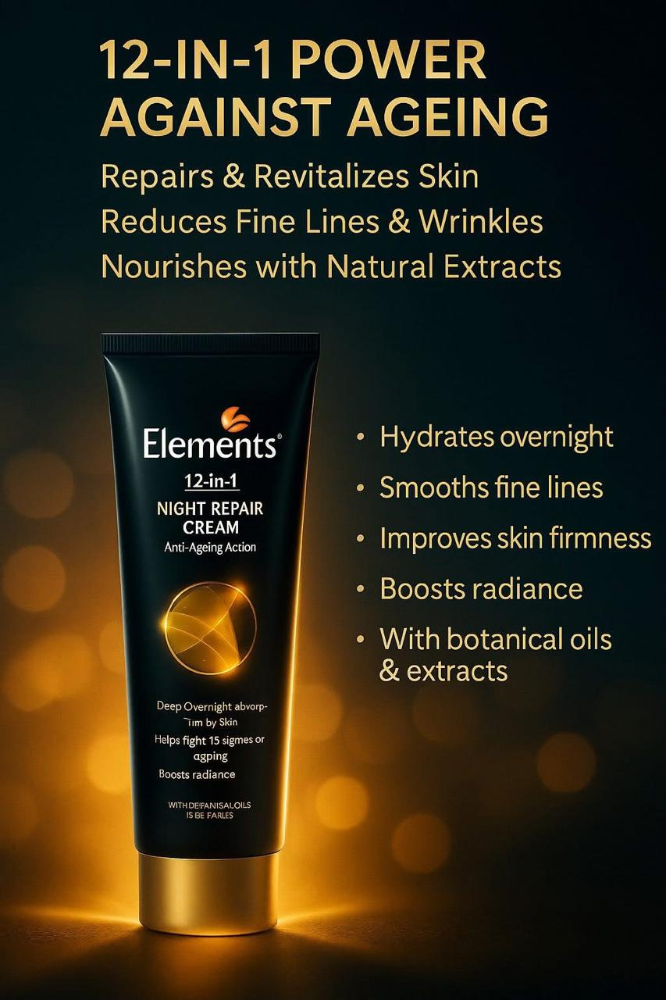 12-IN-1 POWER
AGAINST AGEING
Repairs & Revitalizes Skin
Reduces Fine Lines & Wrinkles
Nourishes with Natural Extracts
Elements®
12-in-1
NIGHT REPAIR
CREAM
Anti-Ageing Action
Deep Overnight abvorp-
by Skin
Helps fight 15 sigmes or
agping
Boosts radiance
WITH
IS BE FARLES
• Hydrates overnight
• Smooths fine lines
• Improves skin firmness
• Boosts radiance
• With botanical oils
& extracts